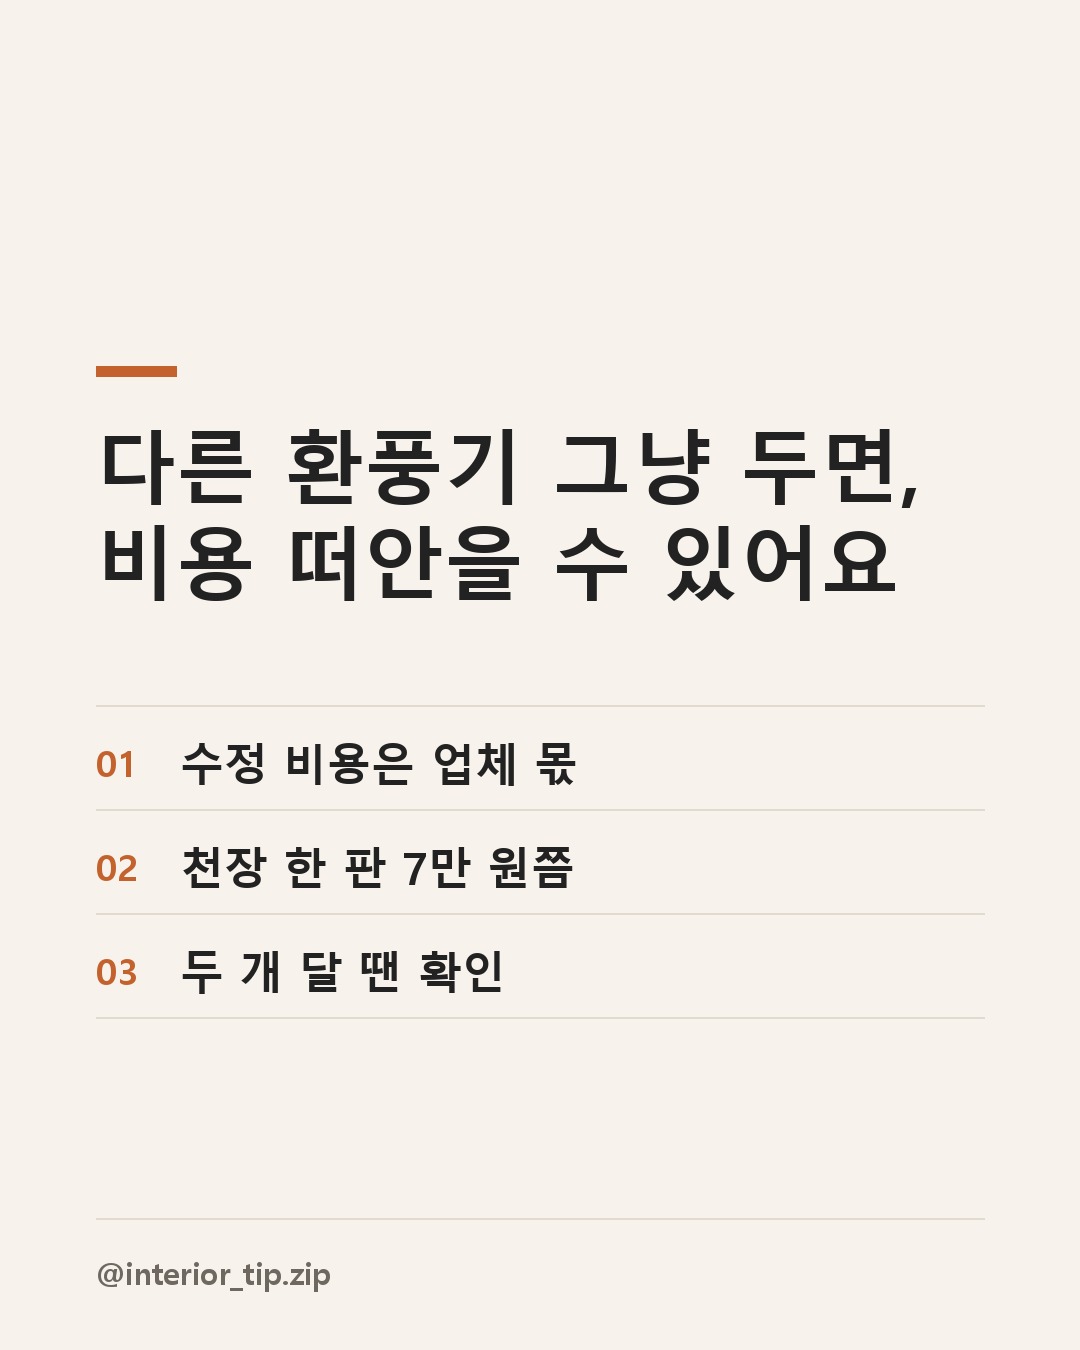 다른 환풍기 그냥 두면,
비용 떠안을 수 있어요
01 수정 비용은 업체 몫
02 천장 한 판 7만 원쯤
03 두 개 달 땐 확인
@interior_tip.zip